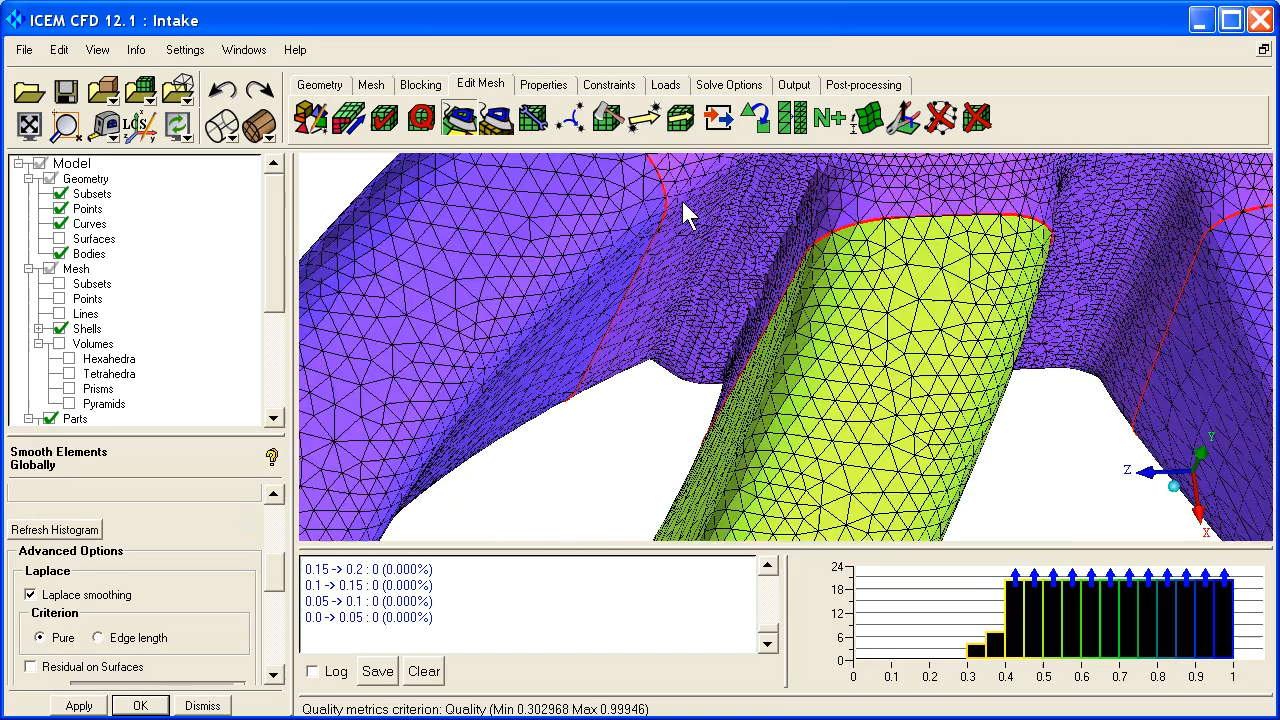 ICEM CFD 12.1 : Intake
File Edit View Info Settings Windows Help
Geometry Mesh Blocking Edit Mesh Properties Constraints Loads Solve Options Output Postprocessing
Model
Geometry
Subsets
Points
Curves
Surfaces
Bodies
Mesh
Subsets
Points
Lines
Shells
Volumes
Hexahedra
Tetrahedra
Prisms
Pyramids
Parts
Smooth Elements
Globally
Refresh Histogram
Advanced Options
Laplace
Laplace smoothing
Criterion
Pure Edge length
Residual on Surfaces
Apply OK Dismiss
N+
Y
Z
X
0.15 -> 0.2 : 0 (0.000%)
0.1 -> 0.15 : 0 (0.000%)
0.05 -> 0.1 : 0 (0.000%)
0.0 -> 0.05 : 0 (0.000%)
Log Save Clear
24
18
12
6
0
0 0.1 0.2 0.3 0.4 0.5 0.6 0.7 0.8 0.9 1
Quality metrics criterion: Quality (Min 0.302968 Max 0.99946)